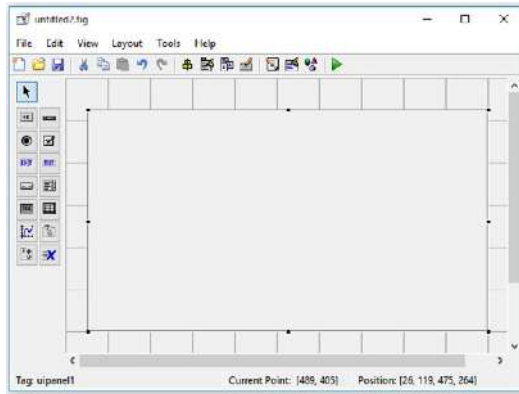 untitled2.fig
File Edit View Layout Tools Help
Tag: uipanel1 Current Point: [489, 405] Position: [26, 119, 475, 264]